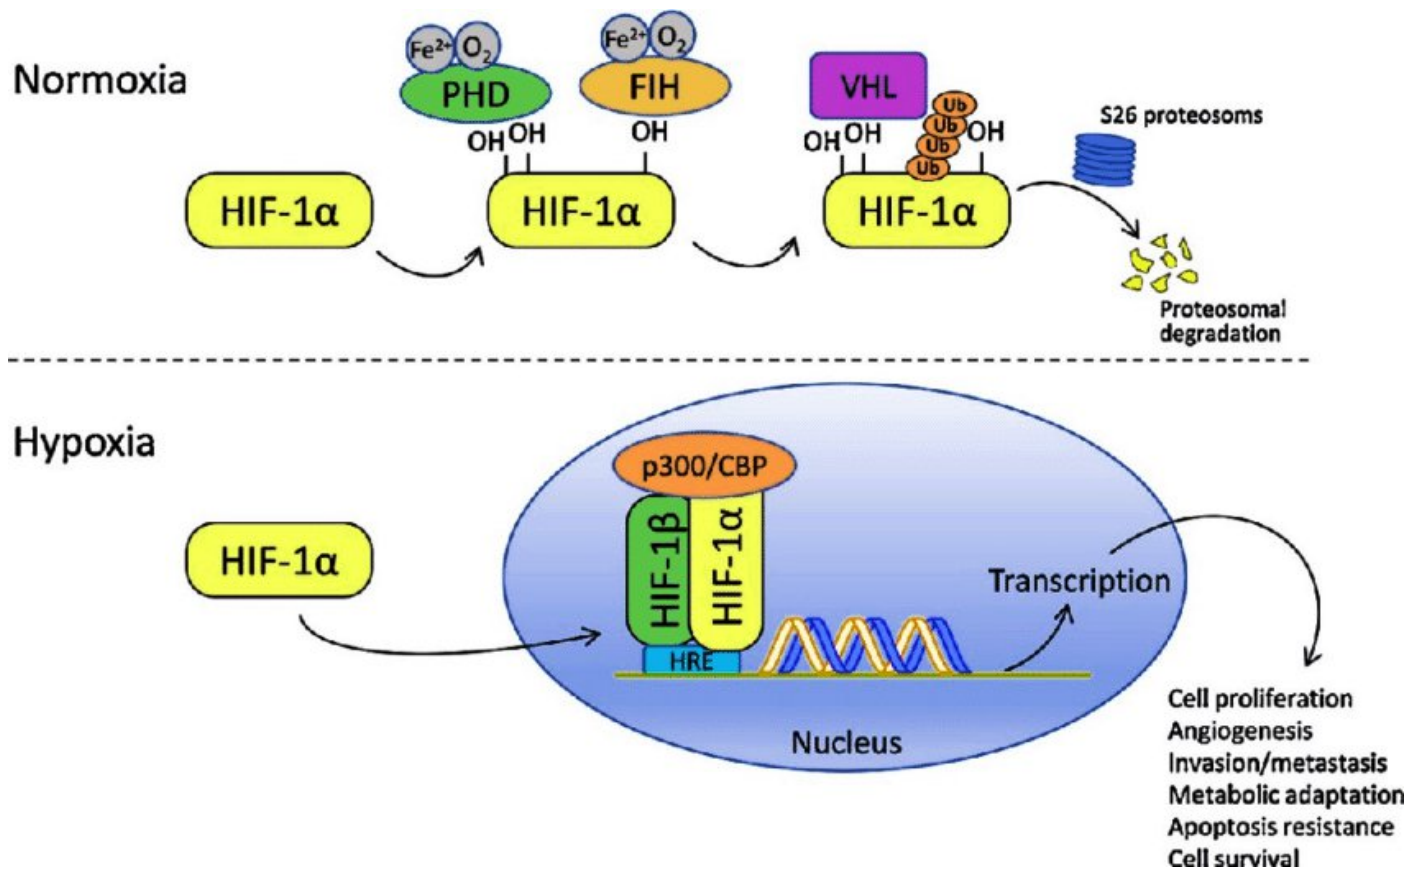 Normoxia
Fe2+ O2
PHD
OH OH
HIF-1α
Fe2+ O2
FIH
OH
HIF-1α
VHL
Ub
Ub
Ub
Ub
OH OH
OH
HIF-1α
S26 proteosoms
Proteosomal
degradation
Hypoxia
HIF-1α
p300/CBP
HIF-1β
HIF-1α
HRE
Transcription
Nucleus
Cell proliferation
Angiogenesis
Invasion/metastasis
Metabolic adaptation
Apoptosis resistance
Cell survival